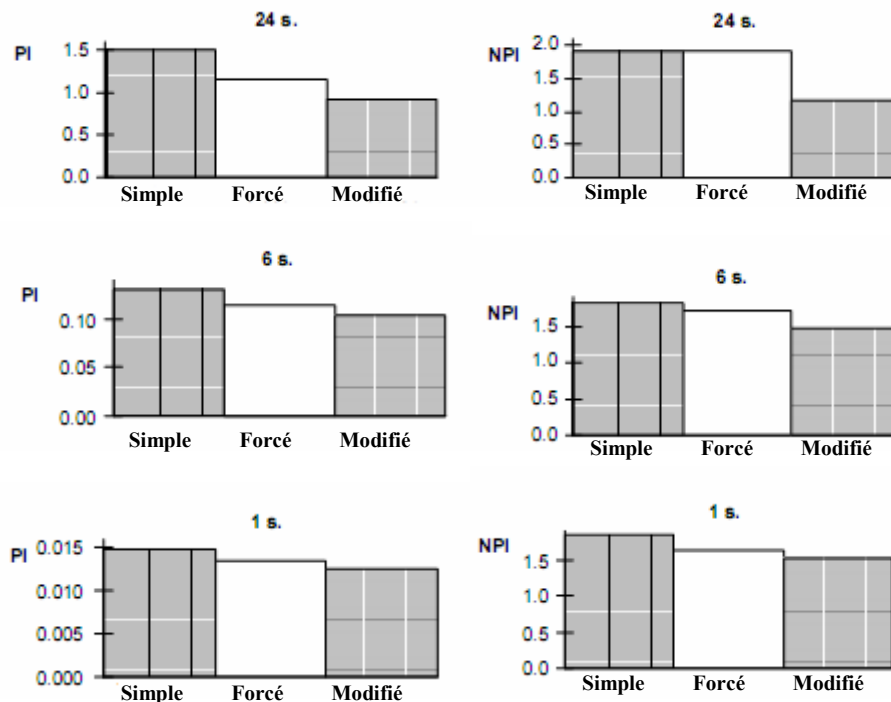 24 s.
PI
1.5
1.0
0.5
0.0
Simple Forcé Modifié
24 s.
NPI
2.0
1.5
1.0
0.5
0.0
Simple Forcé Modifié
6 s.
PI
0.10
0.05
0.00
Simple Forcé Modifié
6 s.
NPI
1.5
1.0
0.5
0.0
Simple Forcé Modifié
1 s.
PI
0.015
0.010
0.005
0.000
Simple Forcé Modifié
1 s.
NPI
1.5
1.0
0.5
0.0
Simple Forcé Modifié